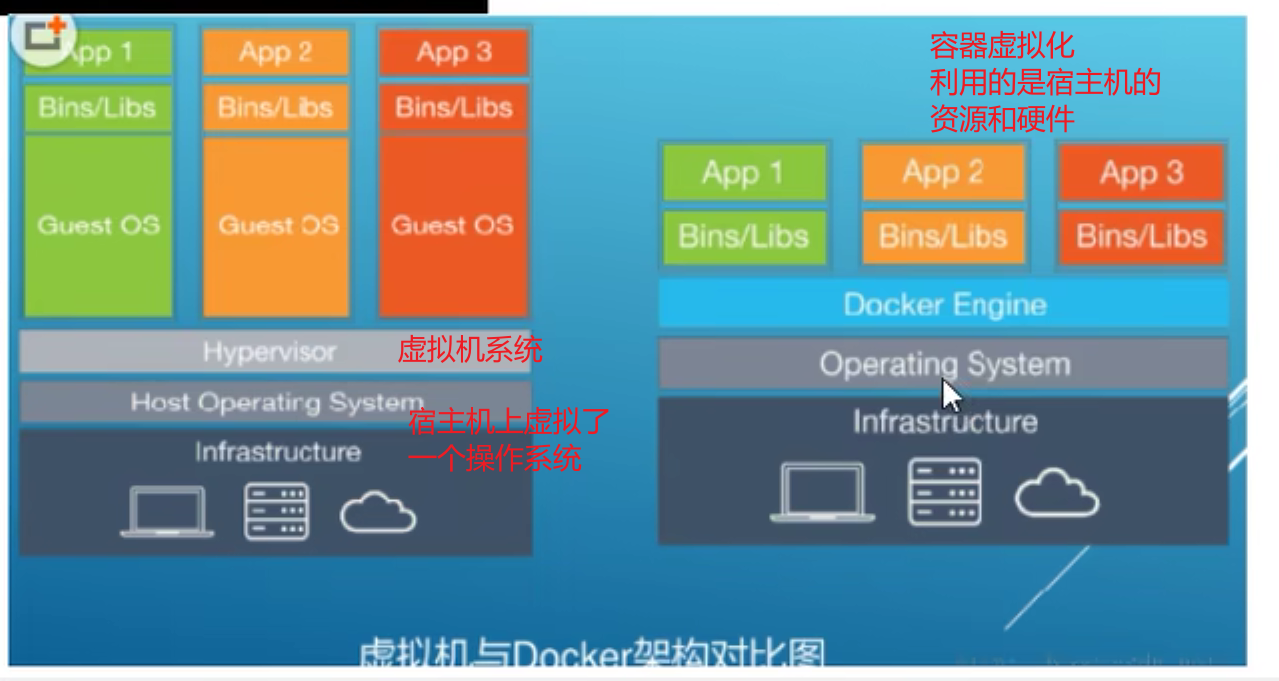 App 1
App 2
App 3
Bins/Libs
Bins/Libs
Bins/Libs
Guest OS
Guest OS
Guest OS
Hypervisor
虚拟机系统
Host Operating System
宿主机上虚拟了
一个操作系统
Infrastructure
容器虚拟化
利用的是宿主机的
资源和硬件
App 1
App 2
App 3
Bins/Libs
Bins/Libs
Bins/Libs
Docker Engine
Operating System
Infrastructure
虚拟机与Docker架构对比图